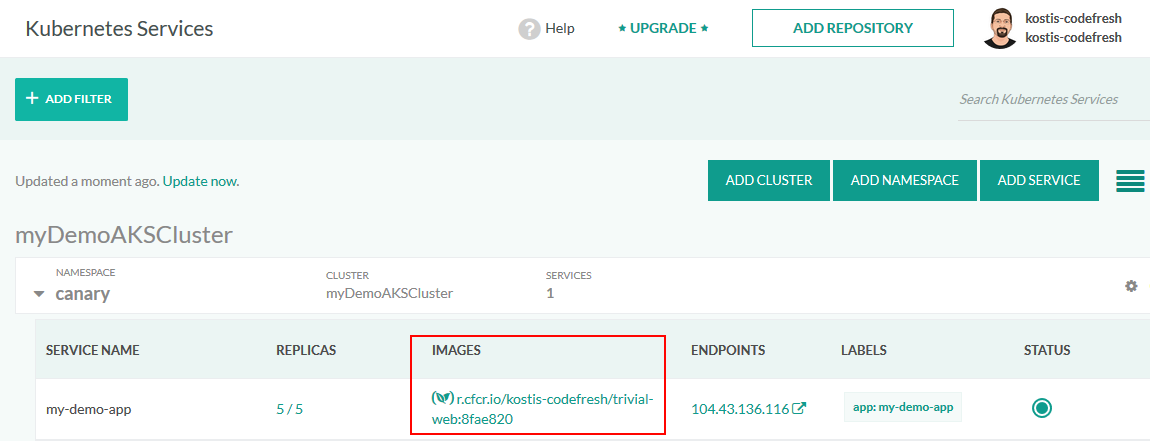 Kubernetes Services
? Help
★ UPGRADE ★
ADD REPOSITORY
kostis-codefresh
kostis-codefresh
+ ADD FILTER
Search Kubernetes Services
Updated a moment ago. Update now.
ADD CLUSTER
ADD NAMESPACE
ADD SERVICE
myDemoAKSCluster
NAMESPACE CLUSTER SERVICES
canary myDemoAKSCluster 1
SERVICE NAME REPLICAS IMAGES ENDPOINTS LABELS STATUS
my-demo-app 5 / 5 r.cfcr.io/kostis-codefresh/trivial-
web:8fae820
104.43.136.116 app: my-demo-app